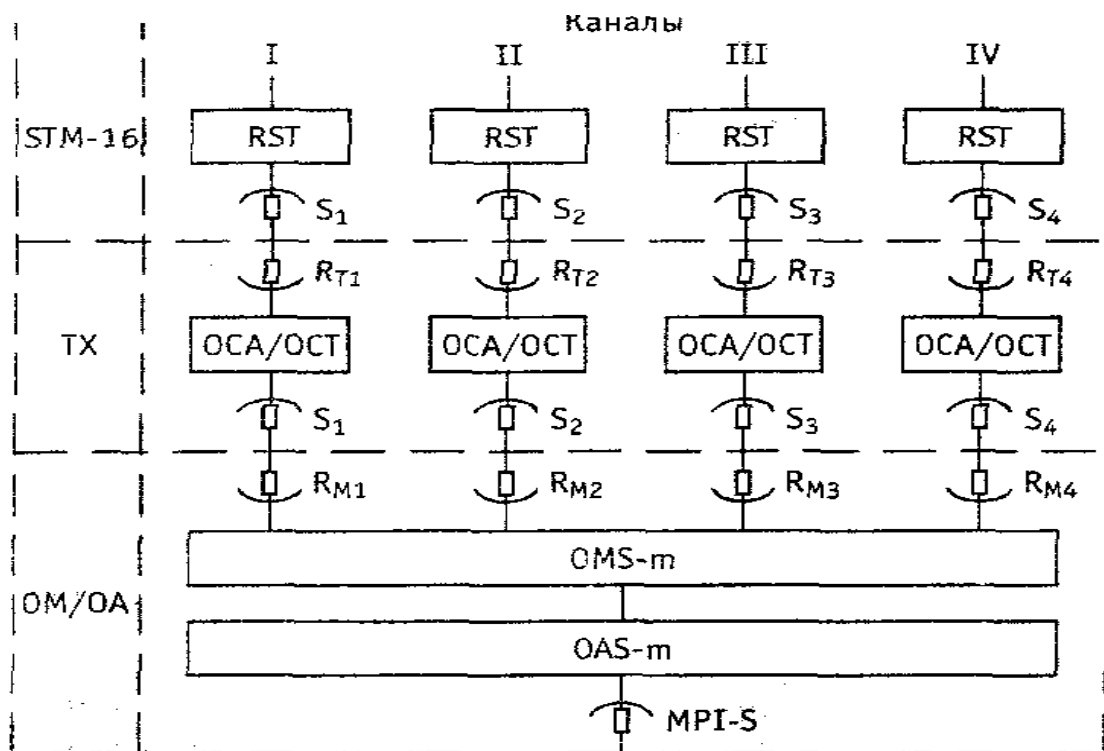 Каналы
I II III IV
STM-16 RST RST RST RST
S1 S2 S3 S4
RT1 RT2 RT3 RT4
TX OCA/OCT OCA/OCT OCA/OCT OCA/OCT
S1 S2 S3 S4
RM1 RM2 RM3 RM4
OMS-m
OM/OA
OAS-m
MPI-S